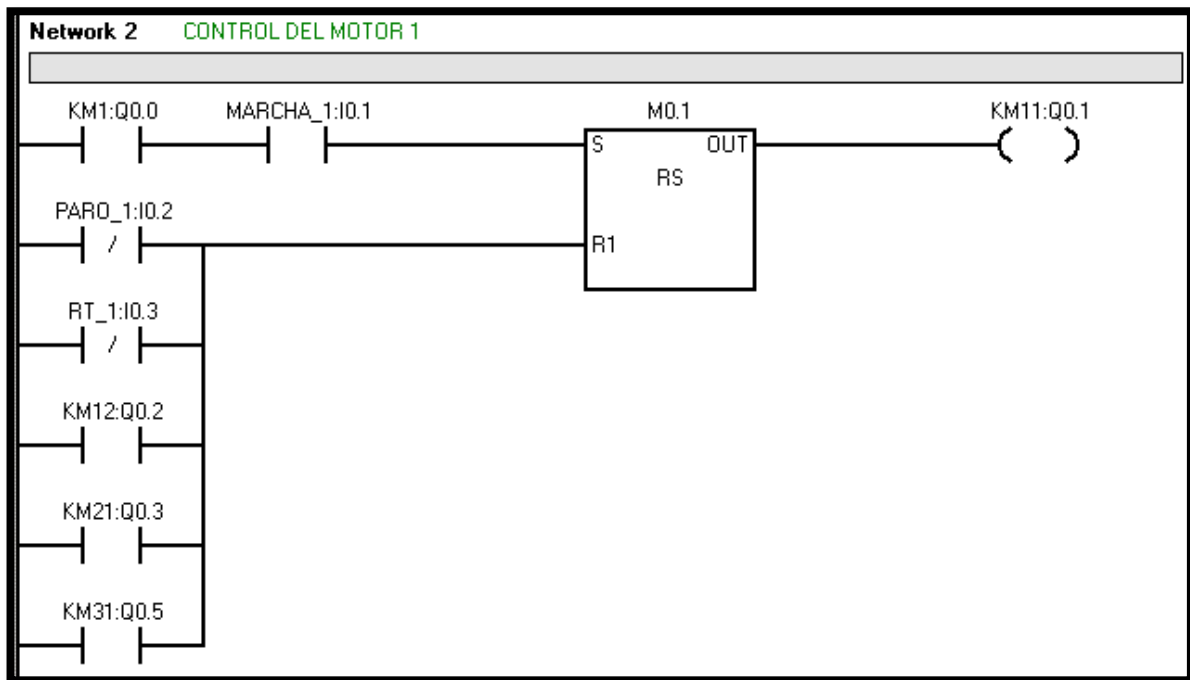 Network 2 CONTROL DEL MOTOR 1
KM1:Q0.0 MARCHA_1:I0.1 M0.1 KM11:Q0.1
S OUT
RS
PARO_1:I0.2
/ R1
RT_1:I0.3
/
KM12:Q0.2
KM21:Q0.3
KM31:Q0.5